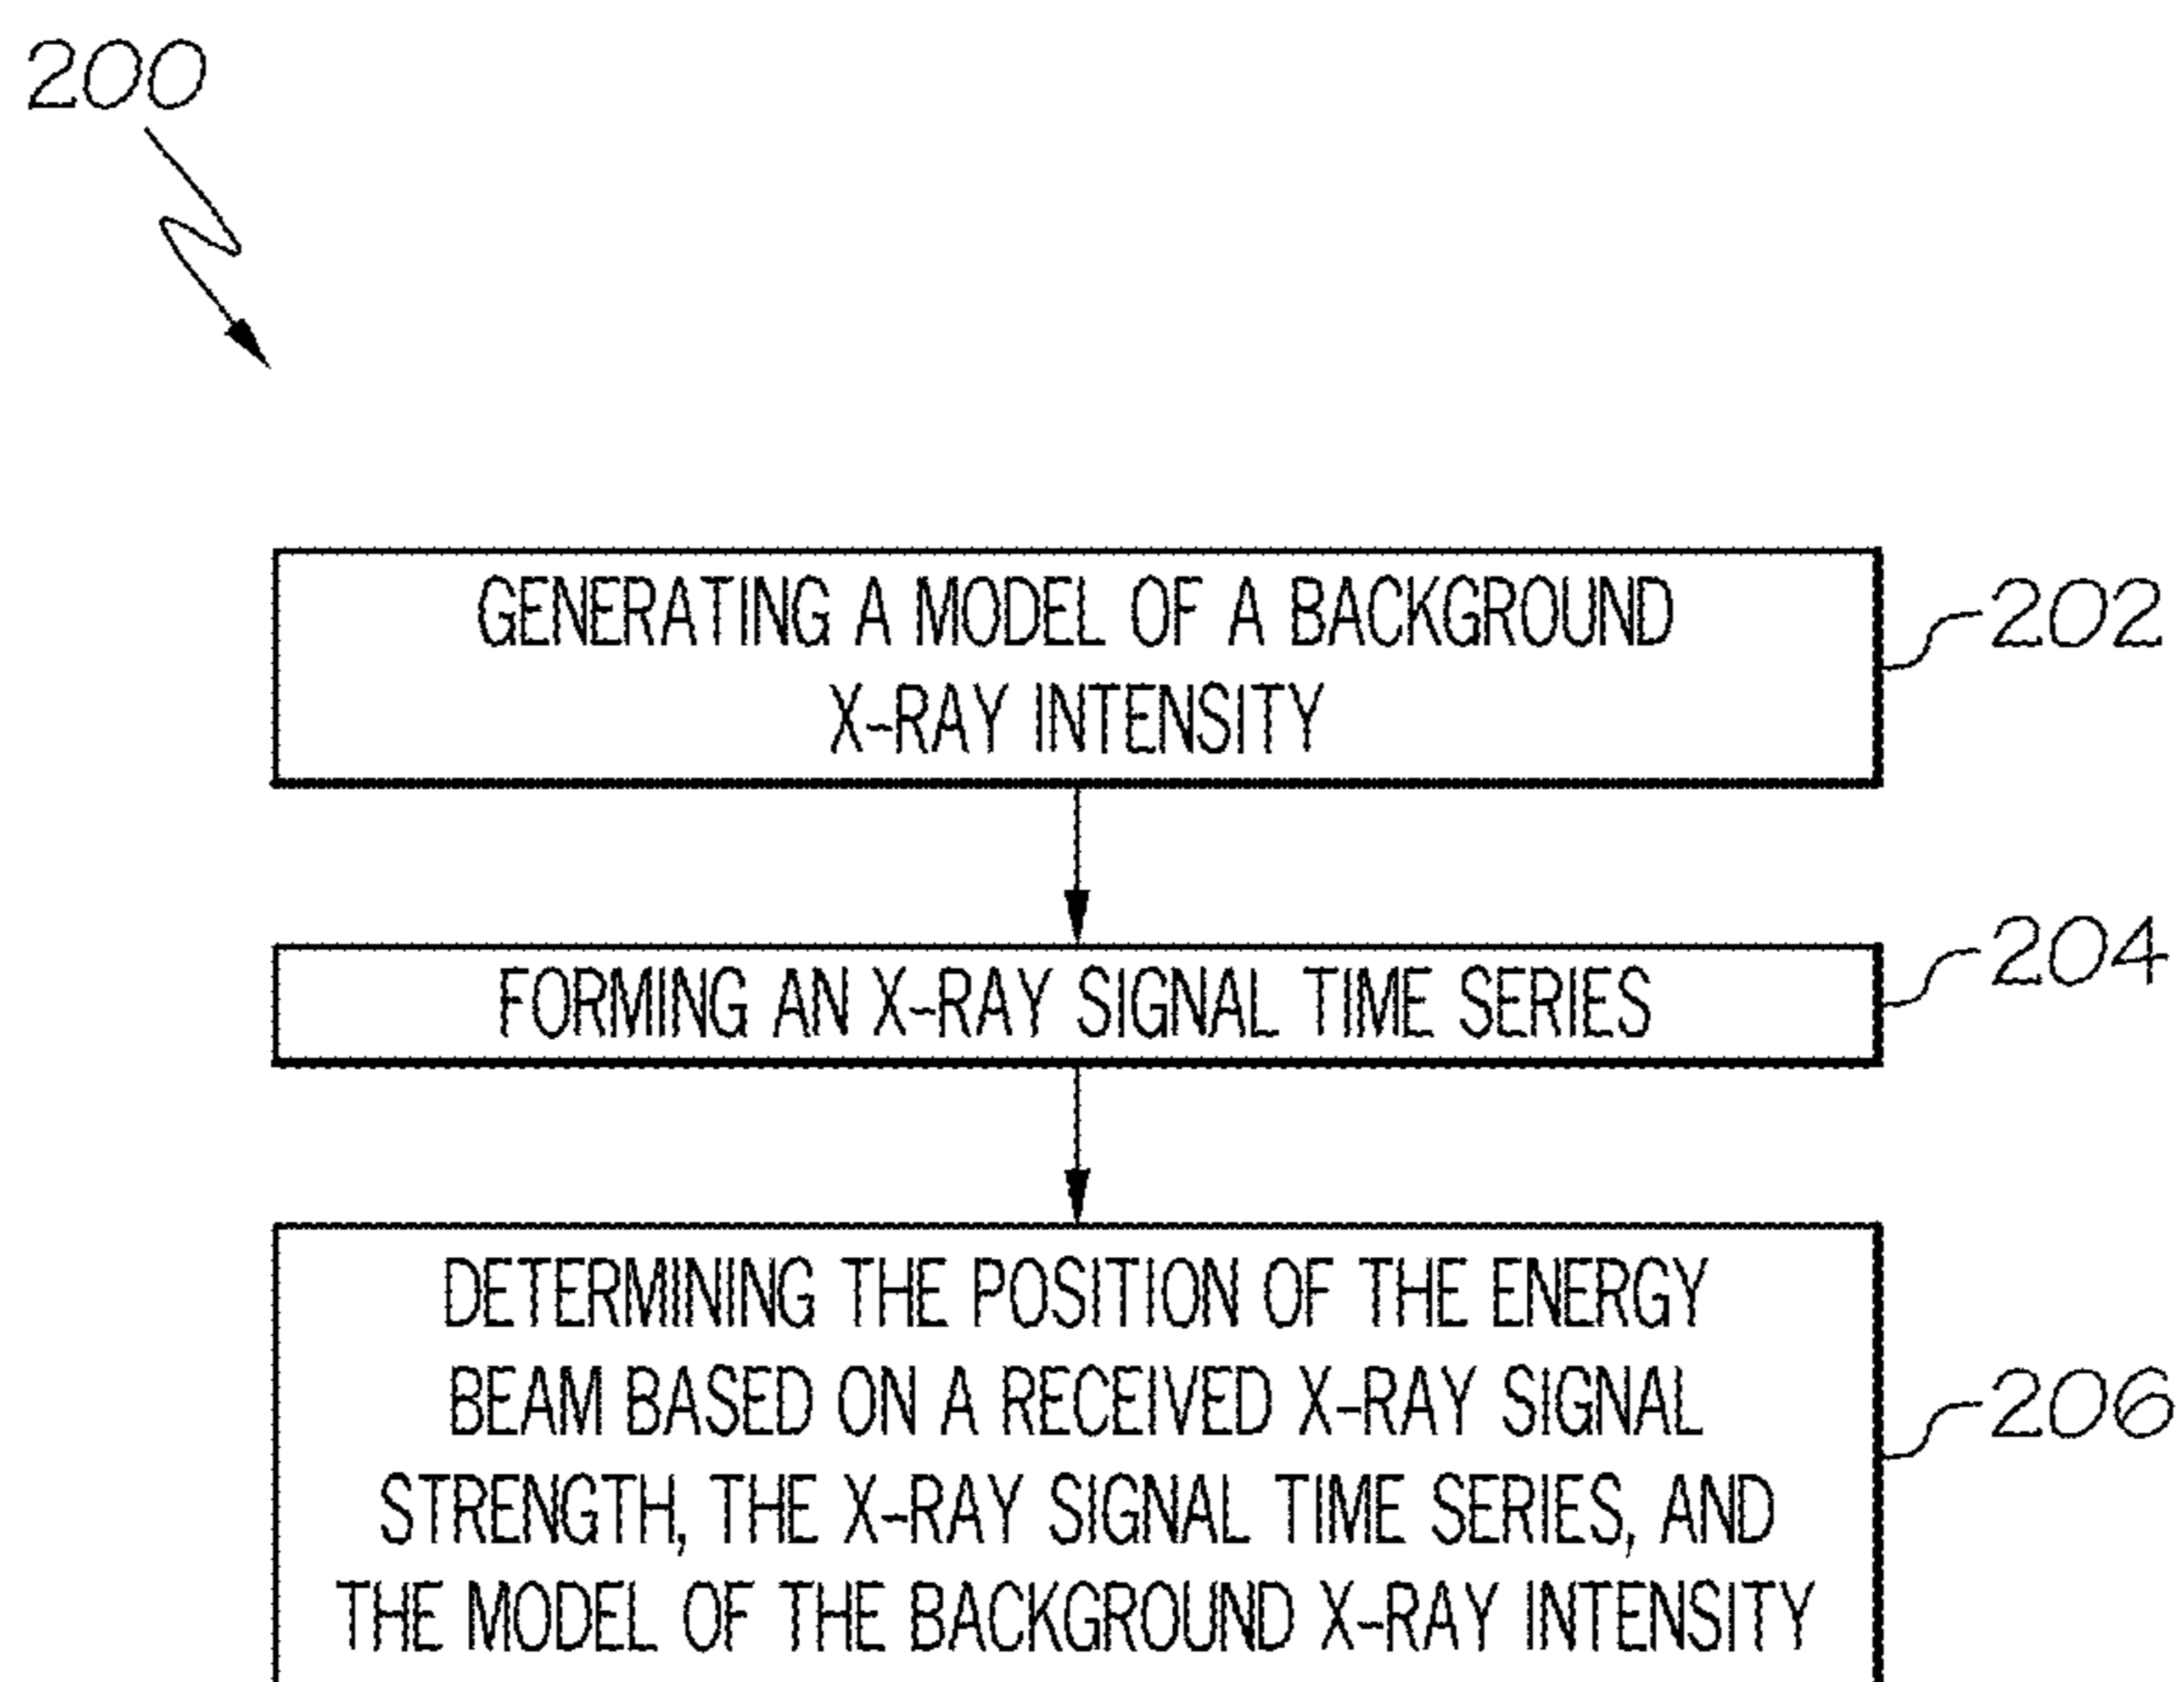 200
GENERATING A MODEL OF A BACKGROUND
X-RAY INTENSITY
202
FORMING AN X-RAY SIGNAL TIME SERIES
204
DETERMINING THE POSITION OF THE ENERGY
BEAM BASED ON A RECEIVED X-RAY SIGNAL
STRENGTH, THE X-RAY SIGNAL TIME SERIES, AND
THE MODEL OF THE BACKGROUND X-RAY INTENSITY
206